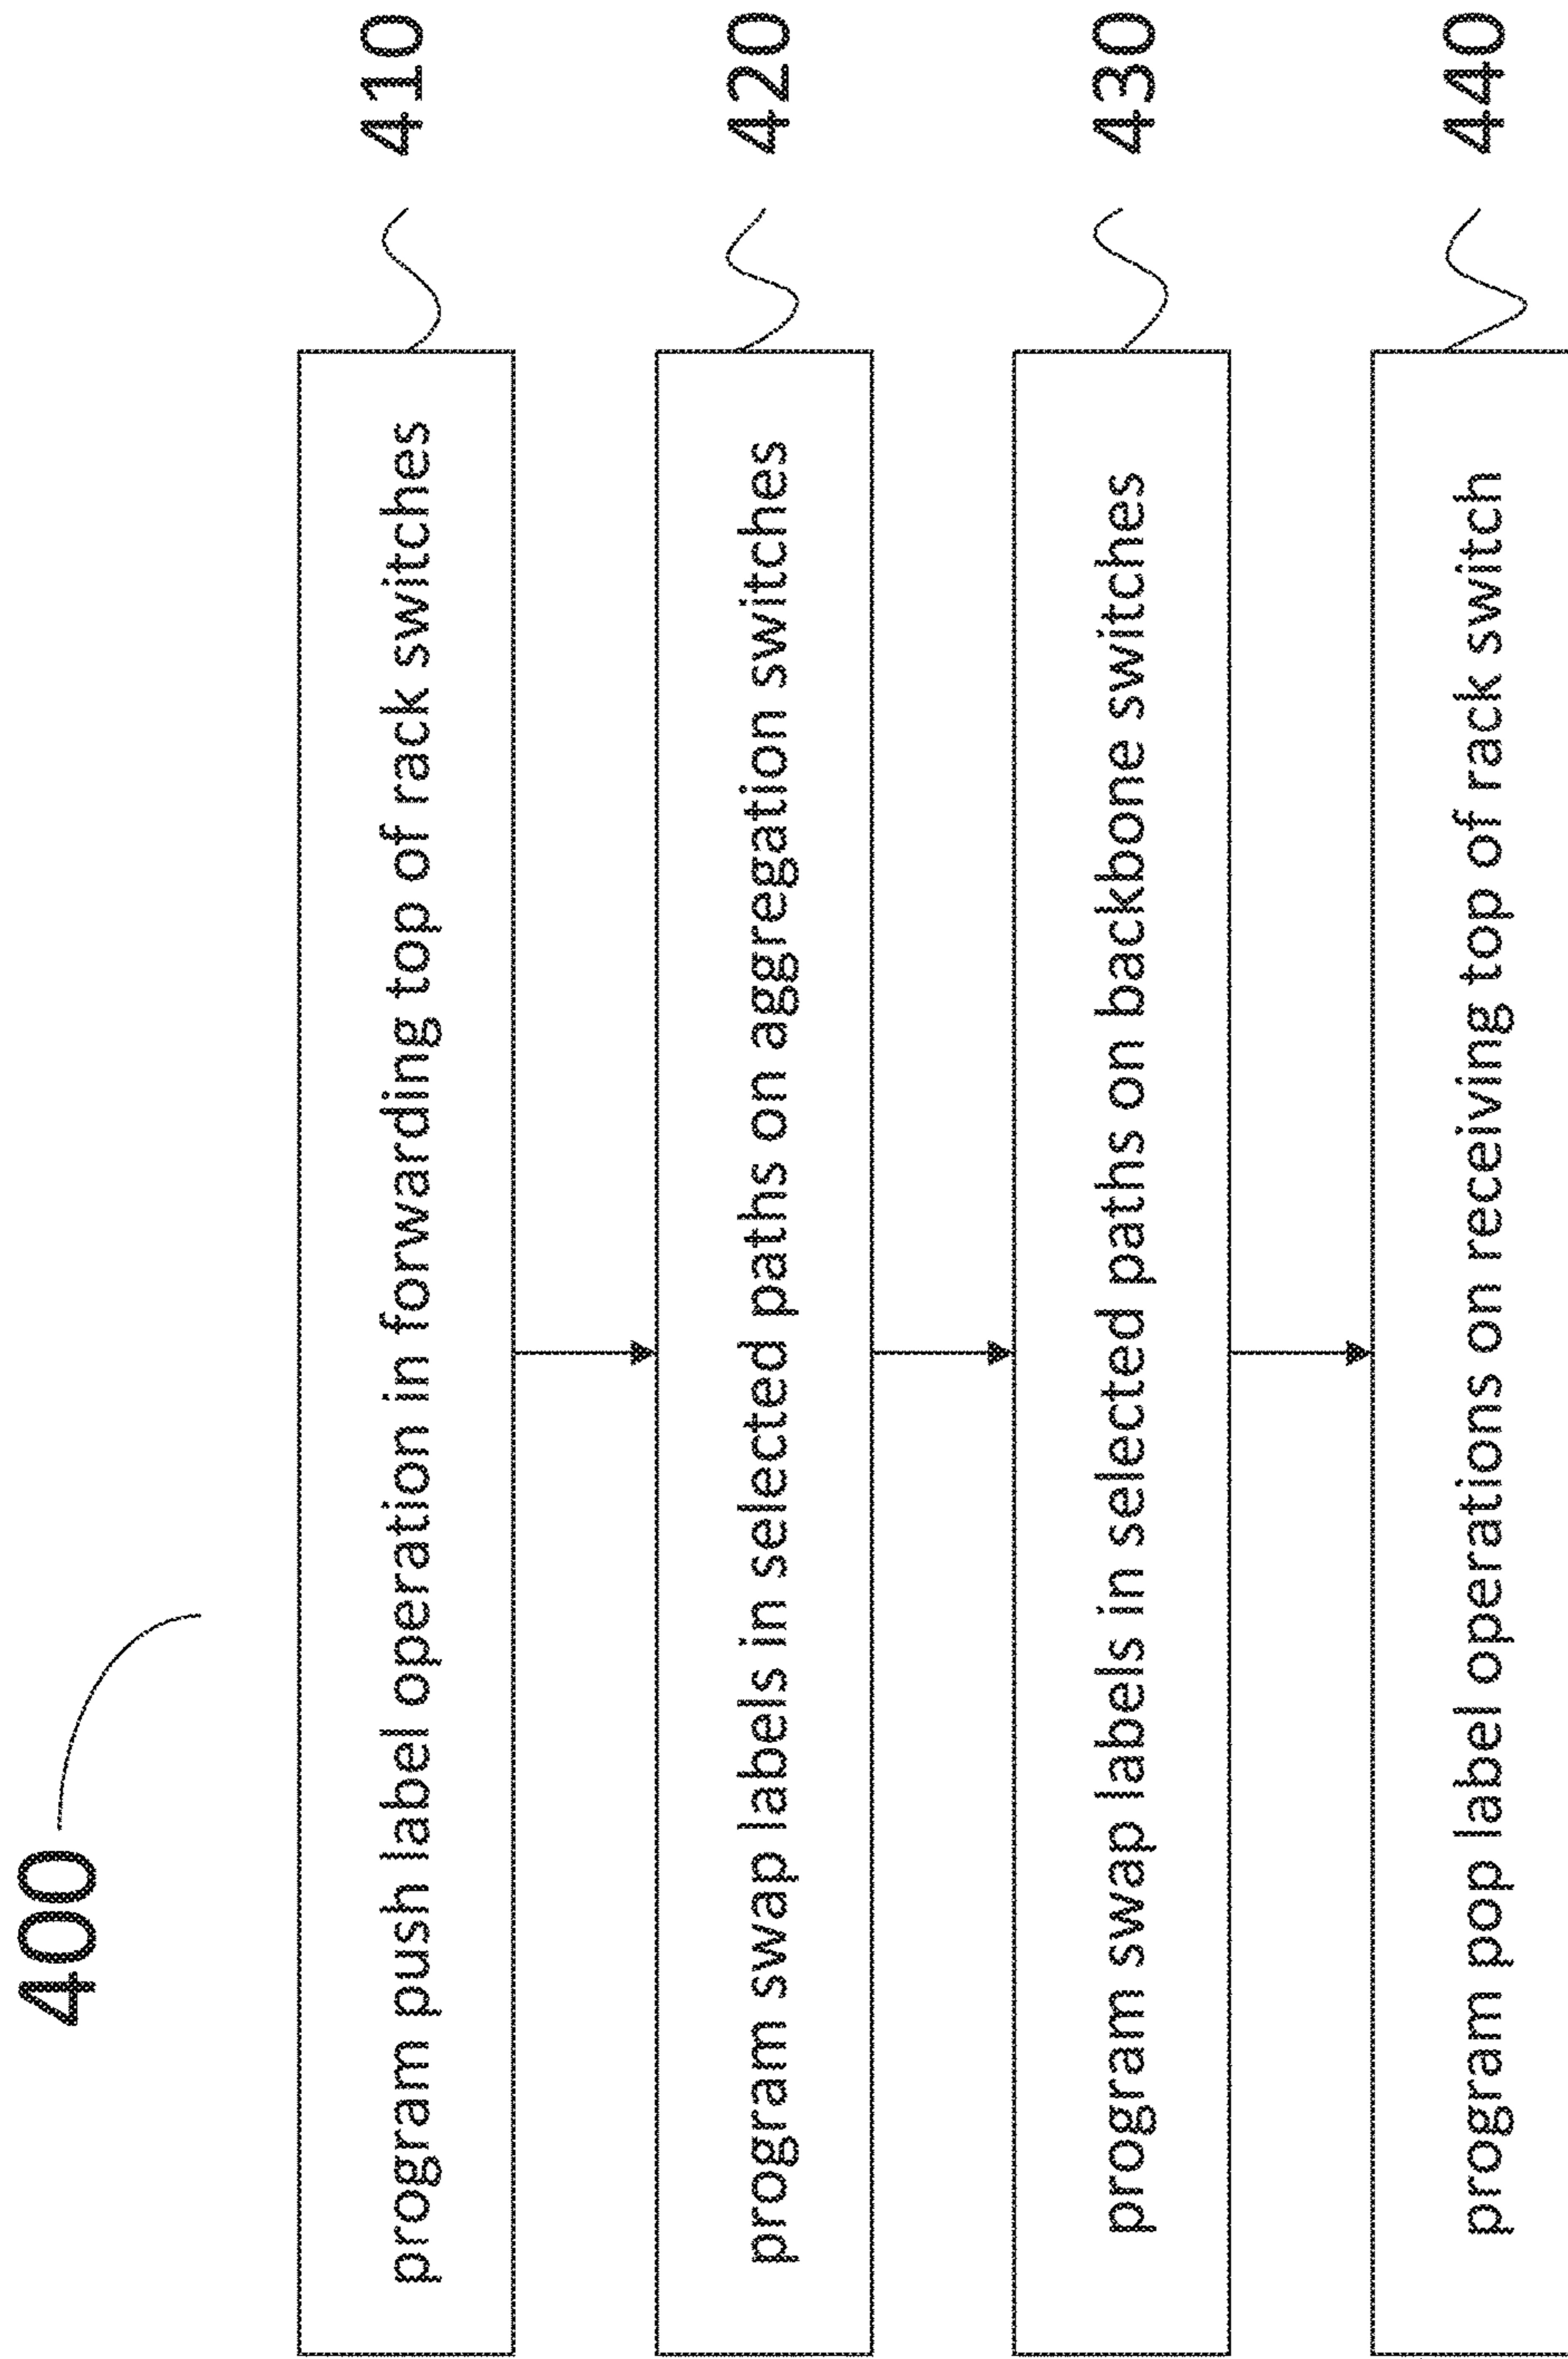 400
program push label operation in forwarding top of rack switches
410
program swap labels in selected paths on aggregation switches
420
program swap labels in selected paths on backbone switches
430
program pop label operations on receiving top of rack switch
440